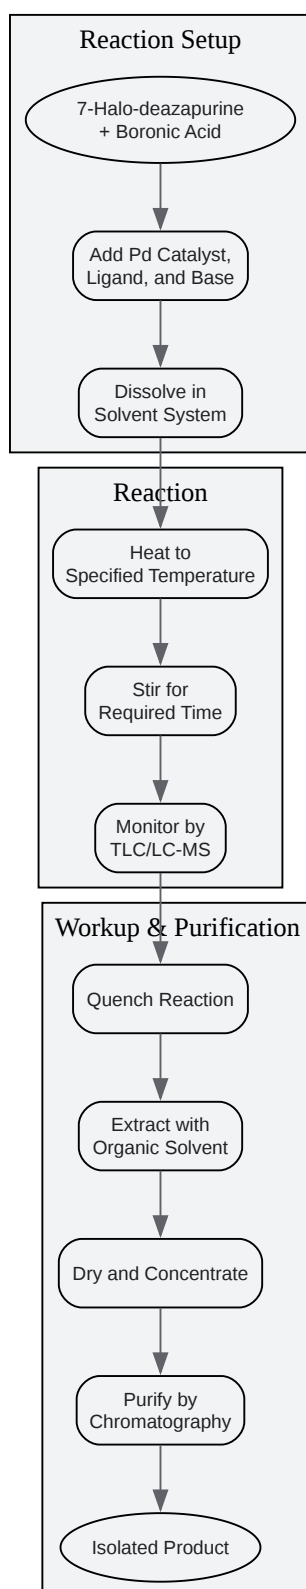 Reaction Setup
7-Halo-deazapurine
+ Boronic Acid
Add Pd Catalyst,
Ligand, and Base
Dissolve in
Solvent System
Reaction
Heat to
Specified Temperature
Stir for
Required Time
Monitor by
TLC/LC-MS
Workup & Purification
Quench Reaction
Extract with
Organic Solvent
Dry and Concentrate
Purify by
Chromatography
Isolated Product